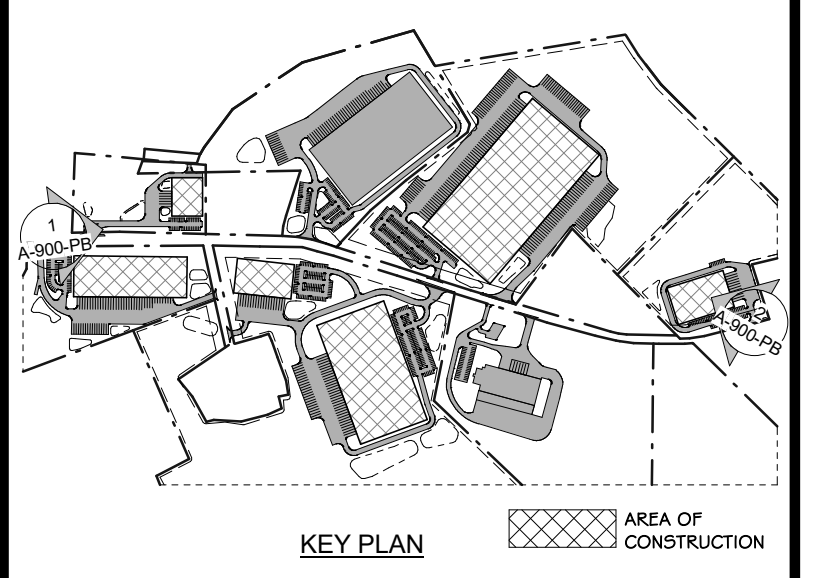 1
A-900-PB
2
A-900-PB
KEY PLAN
AREA OF
CONSTRUCTION